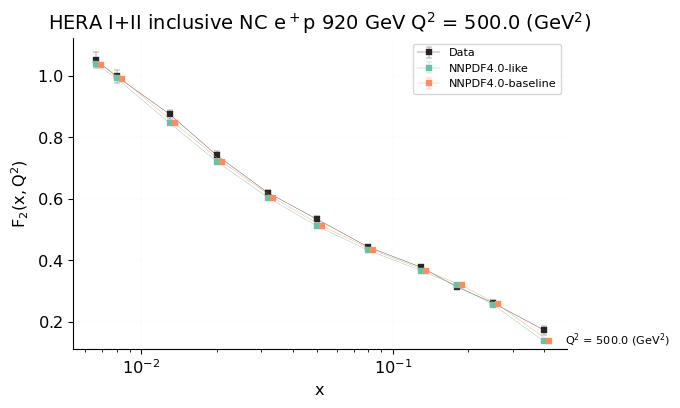 HERA I+II inclusive NC e⁺p 920 GeV Q² = 500.0 (GeV²)
Data
NNPDF4.0-like
NNPDF4.0-baseline
1.0
0.8
0.6
0.4
0.2
F₂(x, Q²)
Q² = 500.0 (GeV²)
10⁻²
10⁻¹
x